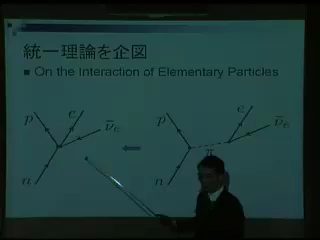 統一理論を企図
■ On the Interaction of Elementary Particles
p e ν̄e n
p e ν̄e π n